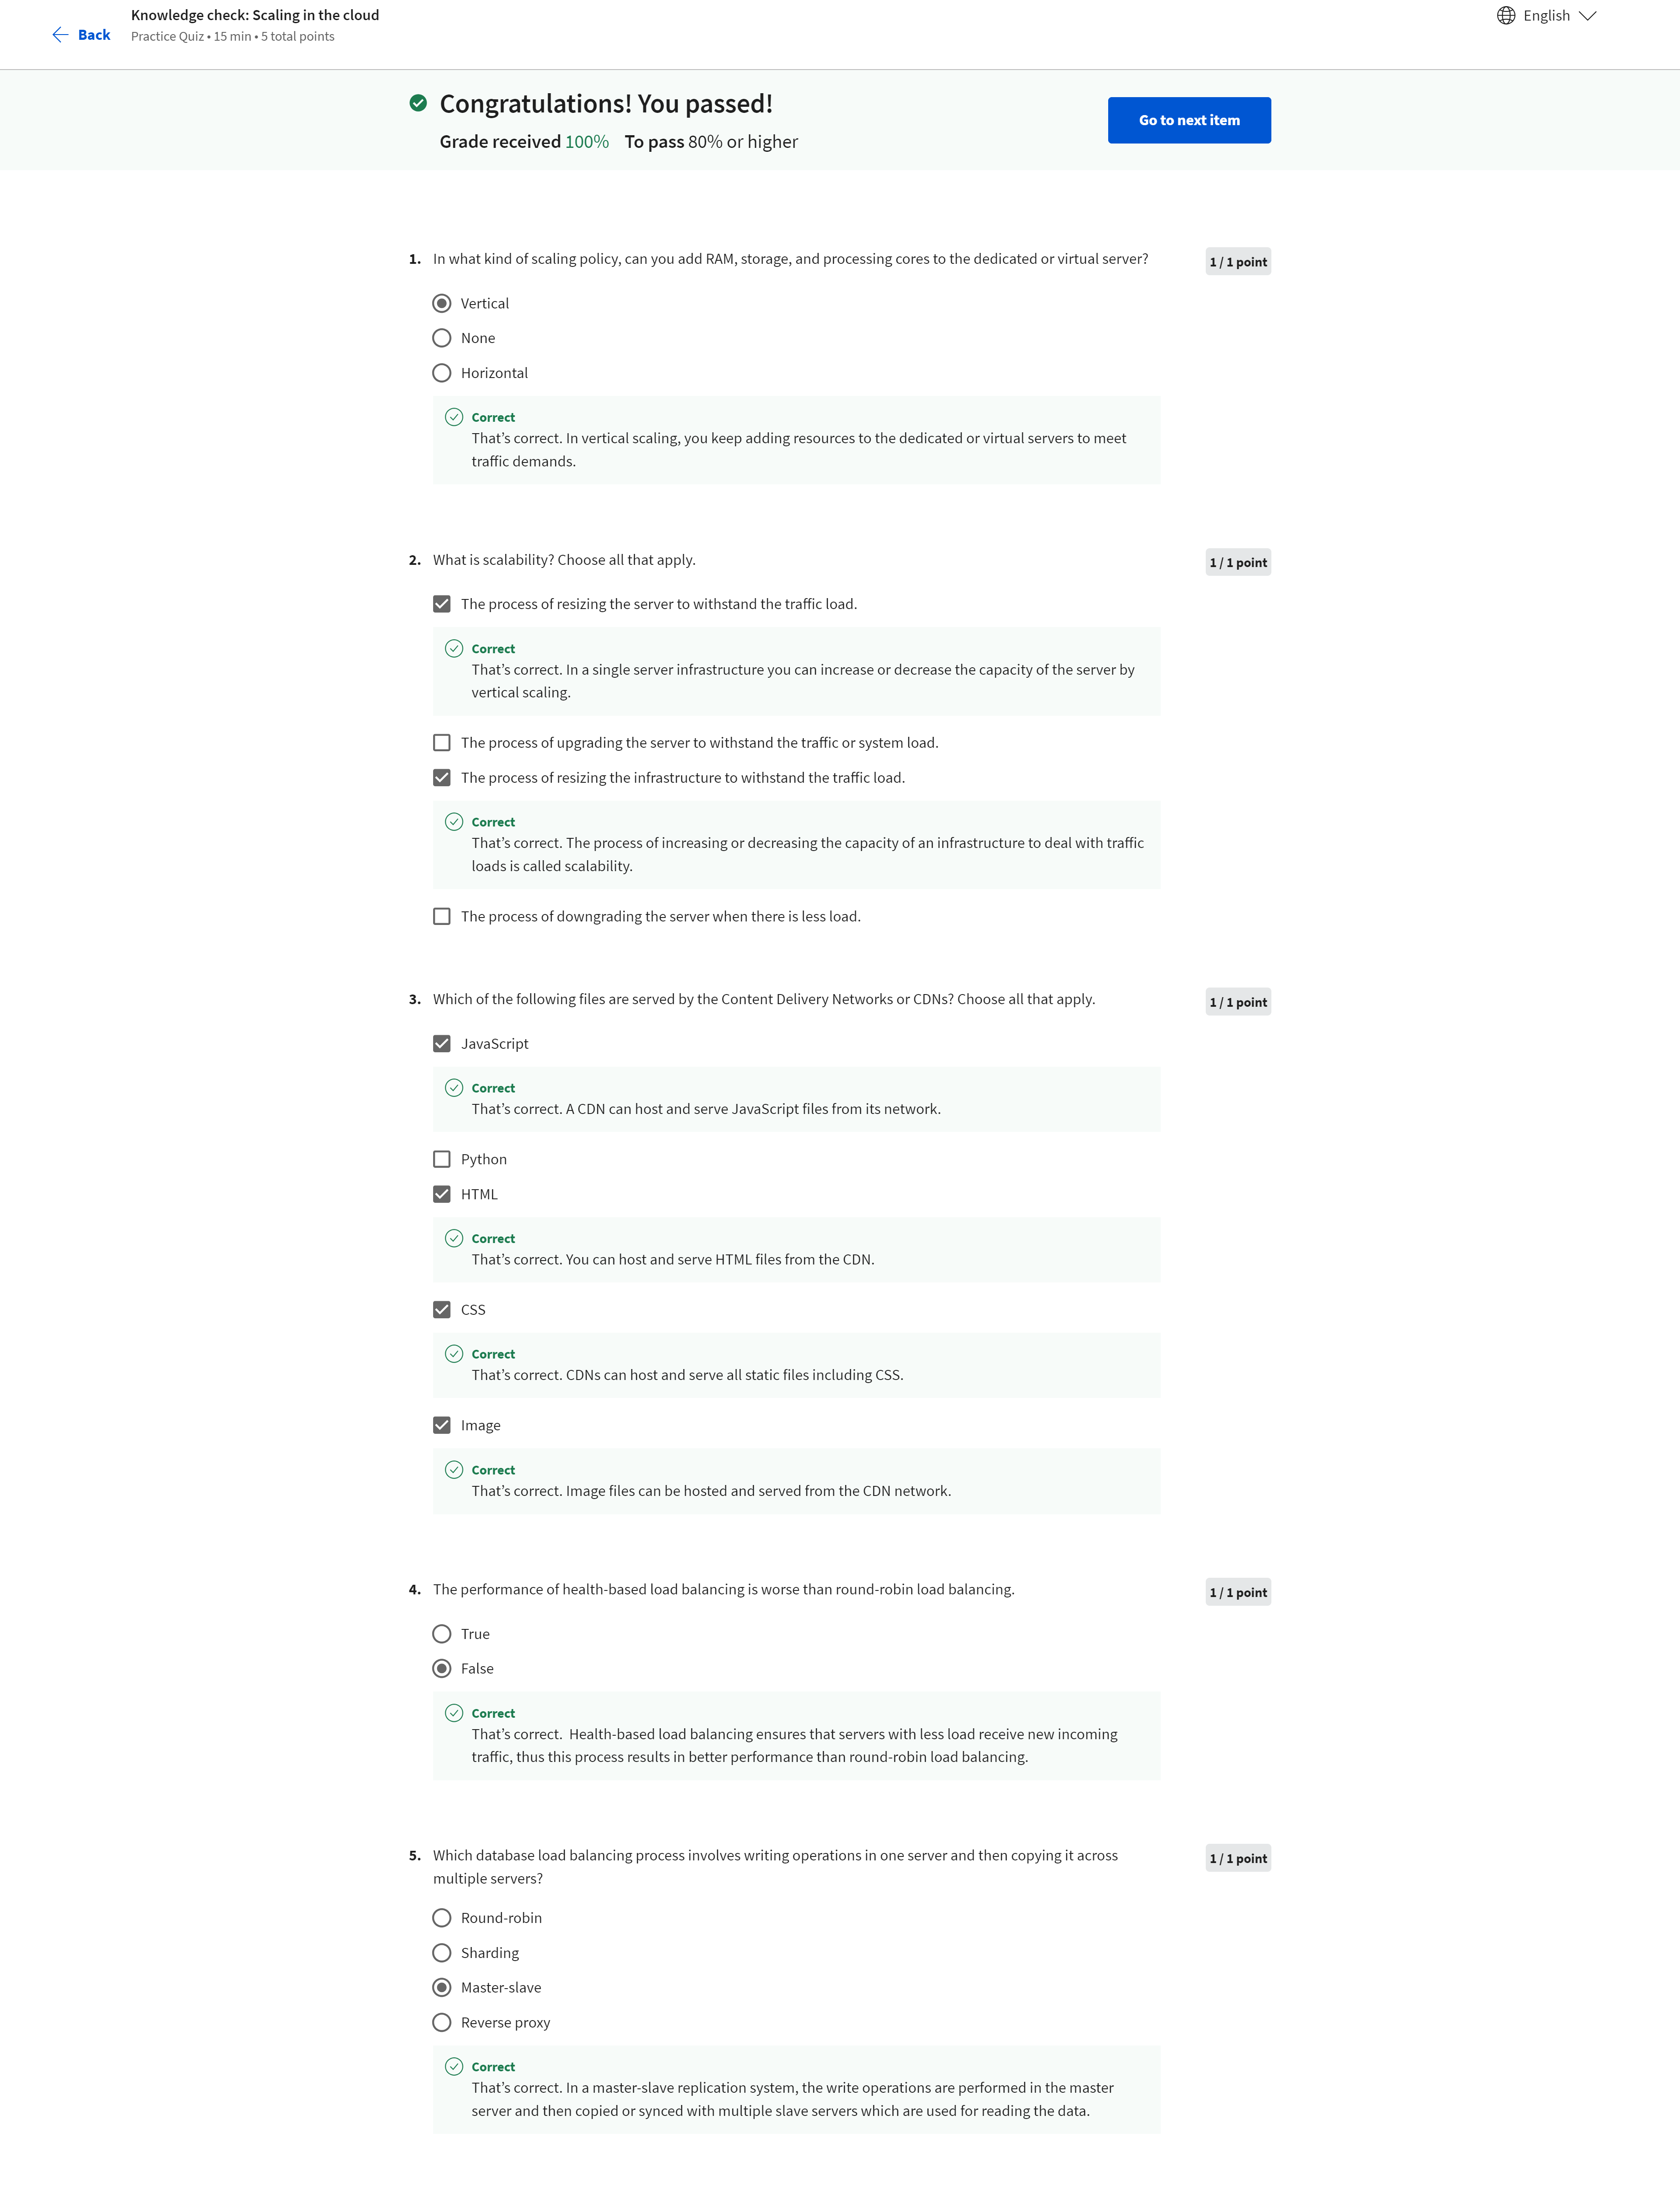 Back
Knowledge check: Scaling in the cloud
Practice Quiz • 15 min • 5 total points
English
Congratulations! You passed!
Grade received 100% To pass 80% or higher
Go to next item
1. In what kind of scaling policy, can you add RAM, storage, and processing cores to the dedicated or virtual server?
1 / 1 point
Vertical
None
Horizontal
Correct
That’s correct. In vertical scaling, you keep adding resources to the dedicated or virtual servers to meet
traffic demands.
2. What is scalability? Choose all that apply.
1 / 1 point
The process of resizing the server to withstand the traffic load.
Correct
That’s correct. In a single server infrastructure you can increase or decrease the capacity of the server by
vertical scaling.
The process of upgrading the server to withstand the traffic or system load.
The process of resizing the infrastructure to withstand the traffic load.
Correct
That’s correct. The process of increasing or decreasing the capacity of an infrastructure to deal with traffic
loads is called scalability.
The process of downgrading the server when there is less load.
3. Which of the following files are served by the Content Delivery Networks or CDNs? Choose all that apply.
1 / 1 point
JavaScript
Correct
That’s correct. A CDN can host and serve JavaScript files from its network.
Python
HTML
Correct
That’s correct. You can host and serve HTML files from the CDN.
CSS
Correct
That’s correct. CDNs can host and serve all static files including CSS.
Image
Correct
That’s correct. Image files can be hosted and served from the CDN network.
4. The performance of health-based load balancing is worse than round-robin load balancing.
1 / 1 point
True
False
Correct
That’s correct.  Health-based load balancing ensures that servers with less load receive new incoming
traffic, thus this process results in better performance than round-robin load balancing.
5. Which database load balancing process involves writing operations in one server and then copying it across
multiple servers?
1 / 1 point
Round-robin
Sharding
Master-slave
Reverse proxy
Correct
That’s correct. In a master-slave replication system, the write operations are performed in the master
server and then copied or synced with multiple slave servers which are used for reading the data.